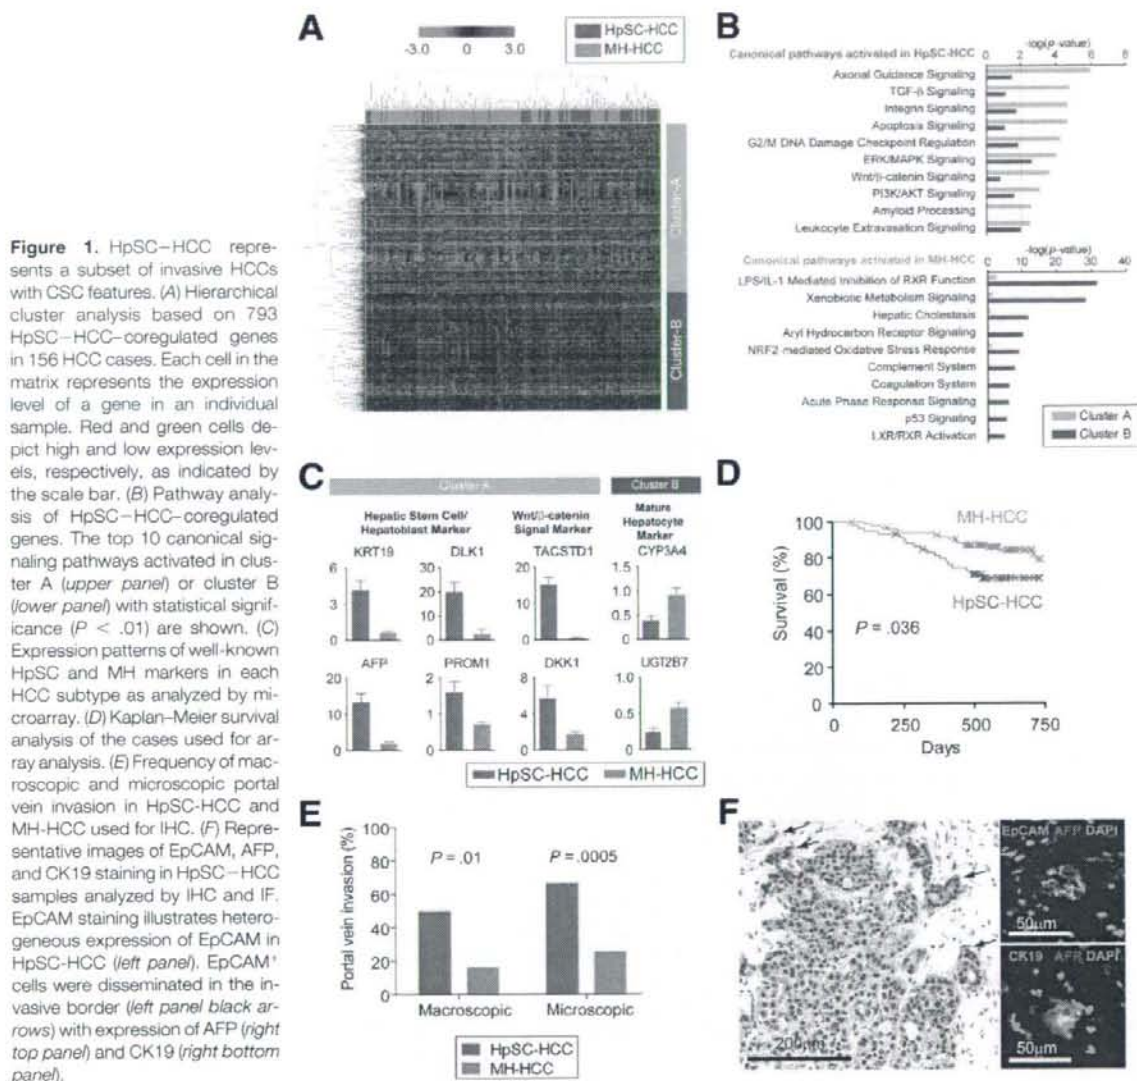 Figure 1. HpSC–HCC repre-
sents a subset of invasive HCCs
with CSC features. (A) Hierarchical
cluster analysis based on 793
HpSC–HCC–coregulated genes
in 156 HCC cases. Each cell in the
matrix represents the expression
level of a gene in an individual
sample. Red and green cells de-
pict high and low expression lev-
els, respectively, as indicated by
the scale bar. (B) Pathway analy-
sis of HpSC–HCC–coregulated
genes. The top 10 canonical sig-
naling pathways activated in clus-
ter A (upper panel) or cluster B
(lower panel) with statistical signif-
icance (P < .01) are shown. (C)
Expression patterns of well-known
HpSC and MH markers in each
HCC subtype as analyzed by mi-
croarray. (D) Kaplan–Meier survival
analysis of the cases used for ar-
ray analysis. (E) Frequency of mac-
roscopic and microscopic portal
vein invasion in HpSC-HCC and
MH-HCC used for IHC. (F) Repre-
sentative images of EpCAM, AFP,
and CK19 staining in HpSC–HCC
samples analyzed by IHC and IF.
EpCAM staining illustrates hetero-
geneous expression of EpCAM in
HpSC-HCC (left panel). EpCAM+
cells were disseminated in the in-
vasive border (left panel black ar-
rows) with expression of AFP (right
top panel) and CK19 (right bottom
panel).
A
-3.0 0 3.0
HpSC-HCC
MH-HCC
Cluster-A
Cluster-B
B
-log(p-value)
Canonical pathways activated in HpSC-HCC
0 2 4 6 8
Axonal Guidance Signaling
TGF-β Signaling
Integrin Signaling
Apoptosis Signaling
G2/M DNA Damage Checkpoint Regulation
ERK/MAPK Signaling
Wnt/β-catenin Signaling
PI3K/AKT Signaling
Amyloid Processing
Leukocyte Extravasation Signaling
-log(p-value)
Canonical pathways activated in MH-HCC
0 10 20 30 40
LPS/IL-1 Mediated Inhibition of RXR Function
Xenobiotic Metabolism Signaling
Hepatic Cholestasis
Aryl Hydrocarbon Receptor Signaling
NRF2-mediated Oxidative Stress Response
Complement System
Coagulation System
Acute Phase Response Signaling
p53 Signaling
LXR/RXR Activation
Cluster A
Cluster B
C
Cluster A
Cluster B
Hepatic Stem Cell/
Hepatoblast Marker
Wnt/β-catenin
Signal Marker
Mature
Hepatocyte
Marker
KRT19
6
3
0
DLK1
30
20
10
0
TACSTD1
20
10
0
CYP3A4
1.5
1.0
0.5
0
AFP
20
10
0
PROM1
2
1
0
DKK1
8
4
0
UGT2B7
1.0
0.5
0
HpSC-HCC
MH-HCC
D
Survival (%)
100
80
60
40
20
0
MH-HCC
HpSC-HCC
P = .036
0 250 500 750
Days
E
Portal vein invasion (%)
100
80
60
40
20
0
P = .01
P = .0005
Macroscopic
Microscopic
HpSC-HCC
MH-HCC
F
200μm
EpCAM AFP DAPI
50μm
CK19 AFP DAPI
50μm